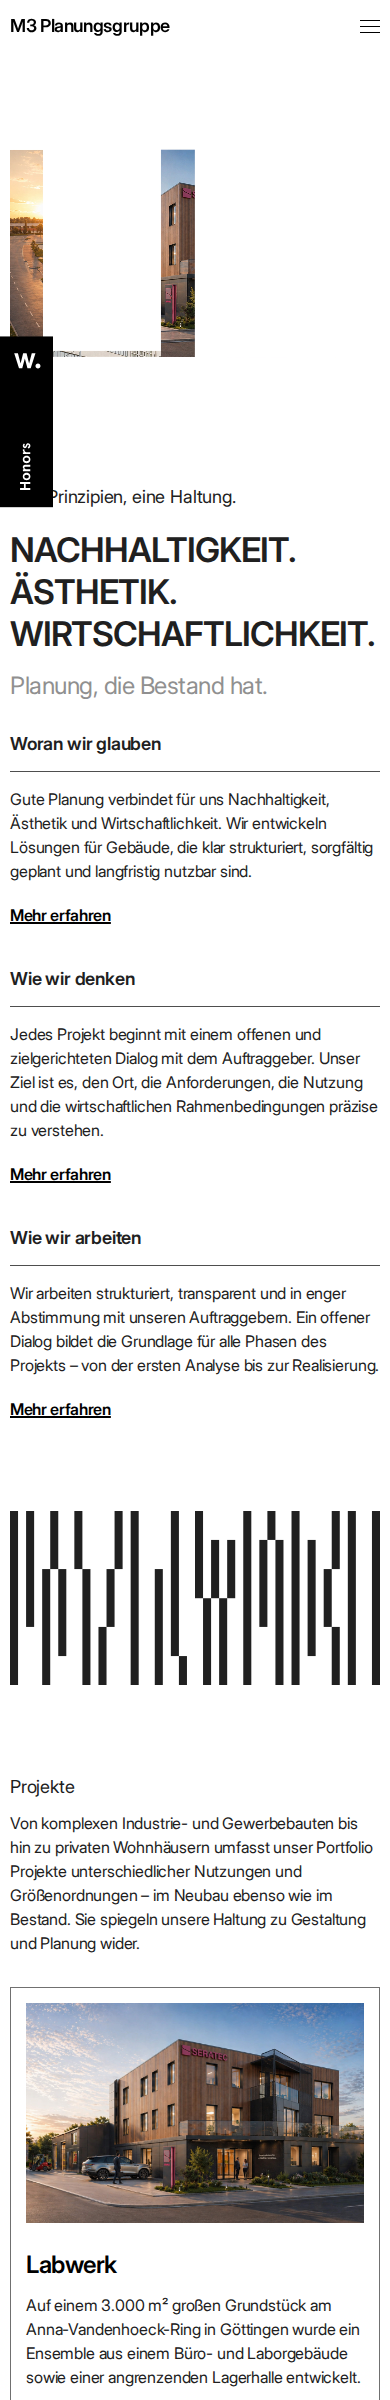 M3 Planungsgruppe
W.
Honors
Prinzipien, eine Haltung.
NACHHALTIGKEIT.
ÄSTHETIK.
WIRTSCHAFTLICHKEIT.
Planung, die Bestand hat.
Woran wir glauben
Gute Planung verbindet für uns Nachhaltigkeit,
Ästhetik und Wirtschaftlichkeit. Wir entwickeln
Lösungen für Gebäude, die klar strukturiert, sorgfältig
geplant und langfristig nutzbar sind.
Mehr erfahren
Wie wir denken
Jedes Projekt beginnt mit einem offenen und
zielgerichteten Dialog mit dem Auftraggeber. Unser
Ziel ist es, den Ort, die Anforderungen, die Nutzung
und die wirtschaftlichen Rahmenbedingungen präzise
zu verstehen.
Mehr erfahren
Wie wir arbeiten
Wir arbeiten strukturiert, transparent und in enger
Abstimmung mit unseren Auftraggebern. Ein offener
Dialog bildet die Grundlage für alle Phasen des
Projekts – von der ersten Analyse bis zur Realisierung.
Mehr erfahren
Projekte
Von komplexen Industrie- und Gewerbebauten bis
hin zu privaten Wohnhäusern umfasst unser Portfolio
Projekte unterschiedlicher Nutzungen und
Größenordnungen – im Neubau ebenso wie im
Bestand. Sie spiegeln unsere Haltung zu Gestaltung
und Planung wider.
SERATEC
Labwerk
Auf einem 3.000 m² großen Grundstück am
Anna-Vandenhoeck-Ring in Göttingen wurde ein
Ensemble aus einem Büro- und Laborgebäude
sowie einer angrenzenden Lagerhalle entwickelt.